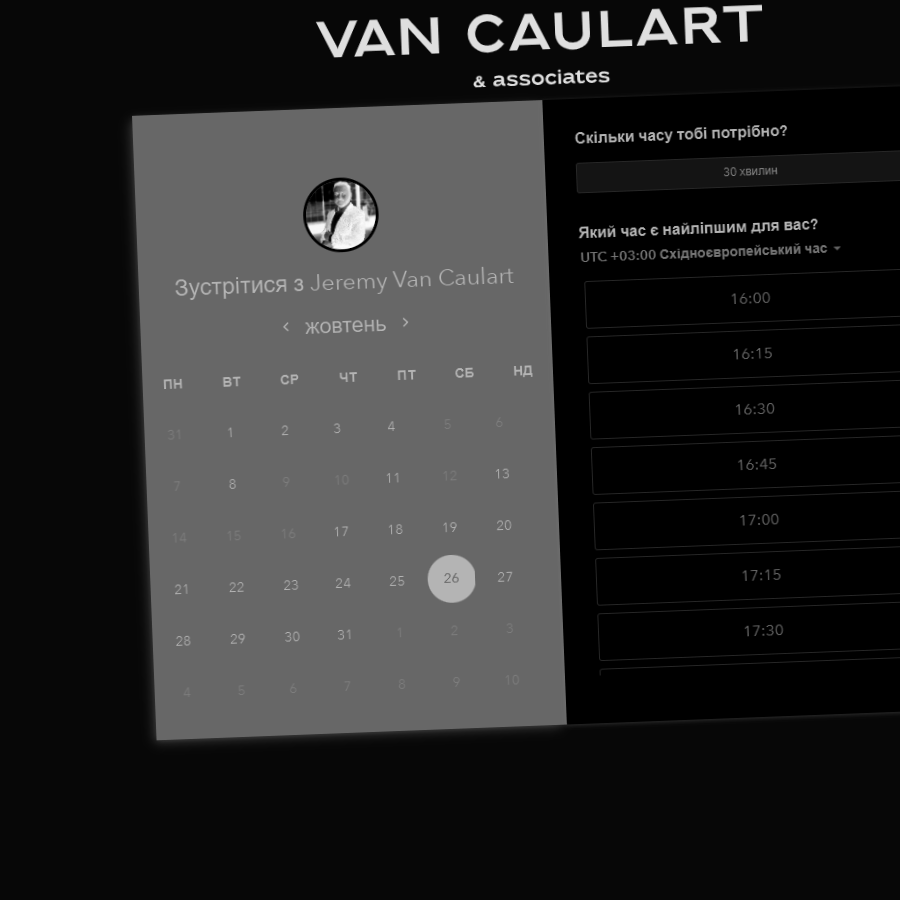 VAN CAULART
& associates
Зустрітися з Jeremy Van Caulart
‹ жовтень ›
ПН ВТ СР ЧТ ПТ СБ НД
31 1 2 3 4 5 6
7 8 9 10 11 12 13
14 15 16 17 18 19 20
21 22 23 24 25 26 27
28 29 30 31 1 2 3
4 5 6 7 8 9 10
Скільки часу тобі потрібно?
30 хвилин
Який час є найліпшим для вас?
UTC +03:00 Східноєвропейський час
16:00
16:15
16:30
16:45
17:00
17:15
17:30